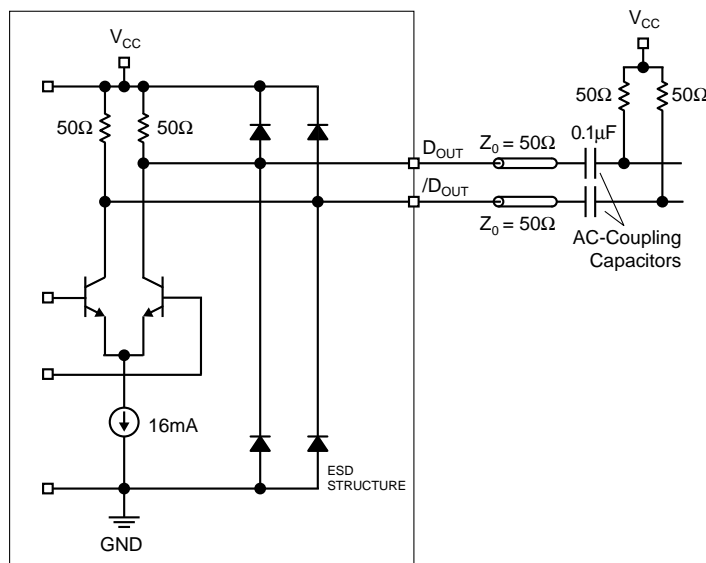 VCC
VCC
50Ω
50Ω
50Ω
50Ω
DOUT
Z0 = 50Ω
0.1μF
/DOUT
Z0 = 50Ω
AC-Coupling
Capacitors
16mA
ESD
STRUCTURE
GND